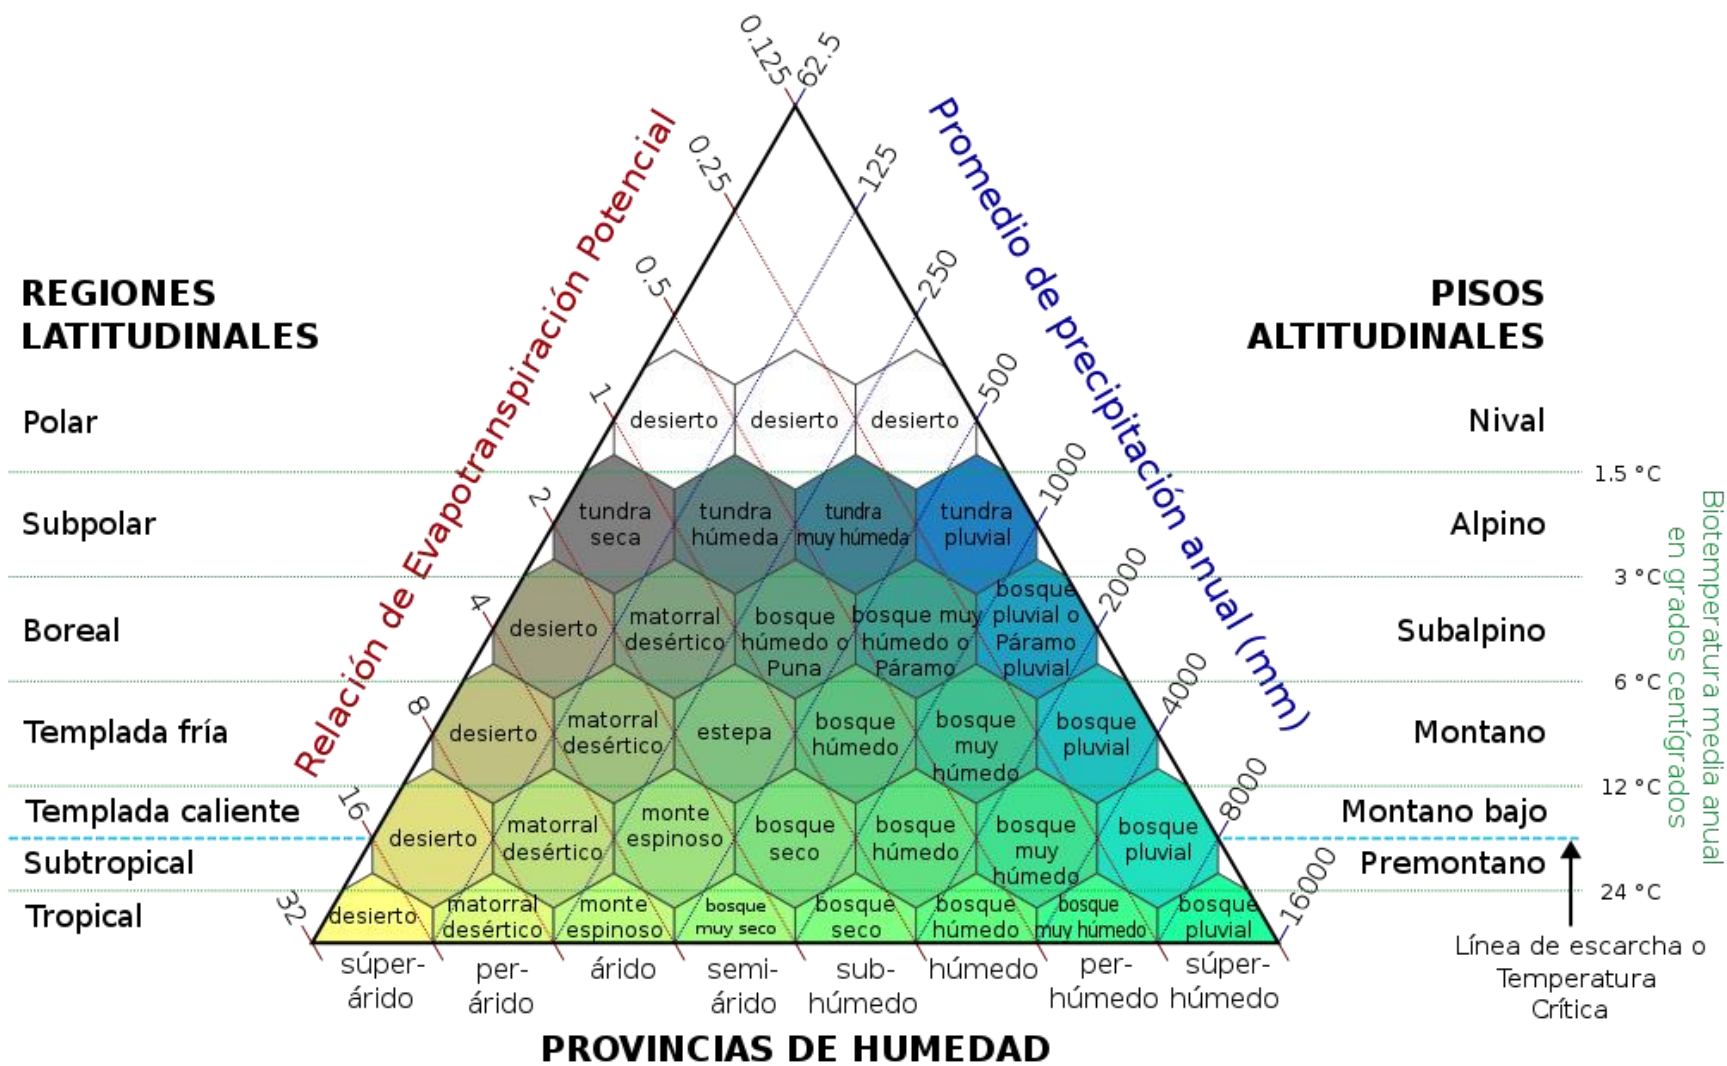 0.125
62.5
0.25
125
0.5
250
1
500
2
1000
4
2000
8
4000
16
8000
32
16000
Relación de Evapotranspiración Potencial
Promedio de precipitación anual (mm)
REGIONES
LATITUDINALES
Polar
Subpolar
Boreal
Templada fría
Templada caliente
Subtropical
Tropical
PISOS
ALTITUDINALES
Nival
Alpino
Subalpino
Montano
Montano bajo
Premontano
1.5 °C
3 °C
6 °C
12 °C
24 °C
Biotemperatura media anual
en grados centígrados
Línea de escarcha o
Temperatura
Crítica
desierto
desierto
desierto
tundra
seca
tundra
húmeda
tundra
muy húmeda
tundra
pluvial
desierto
matorral
desértico
bosque
húmedo o
Puna
bosque muy
húmedo o
Páramo
bosque
pluvial o
Páramo
pluvial
desierto
matorral
desértico
estepa
bosque
húmedo
bosque
muy
húmedo
bosque
pluvial
desierto
matorral
desértico
monte
espinoso
bosque
seco
bosque
húmedo
bosque
muy
húmedo
bosque
pluvial
desierto
matorral
desértico
monte
espinoso
bosque
muy seco
bosque
seco
bosque
húmedo
bosque
muy húmedo
bosque
pluvial
súper-
árido
per-
árido
árido
semi-
árido
sub-
húmedo
húmedo
per-
húmedo
súper-
húmedo
PROVINCIAS DE HUMEDAD